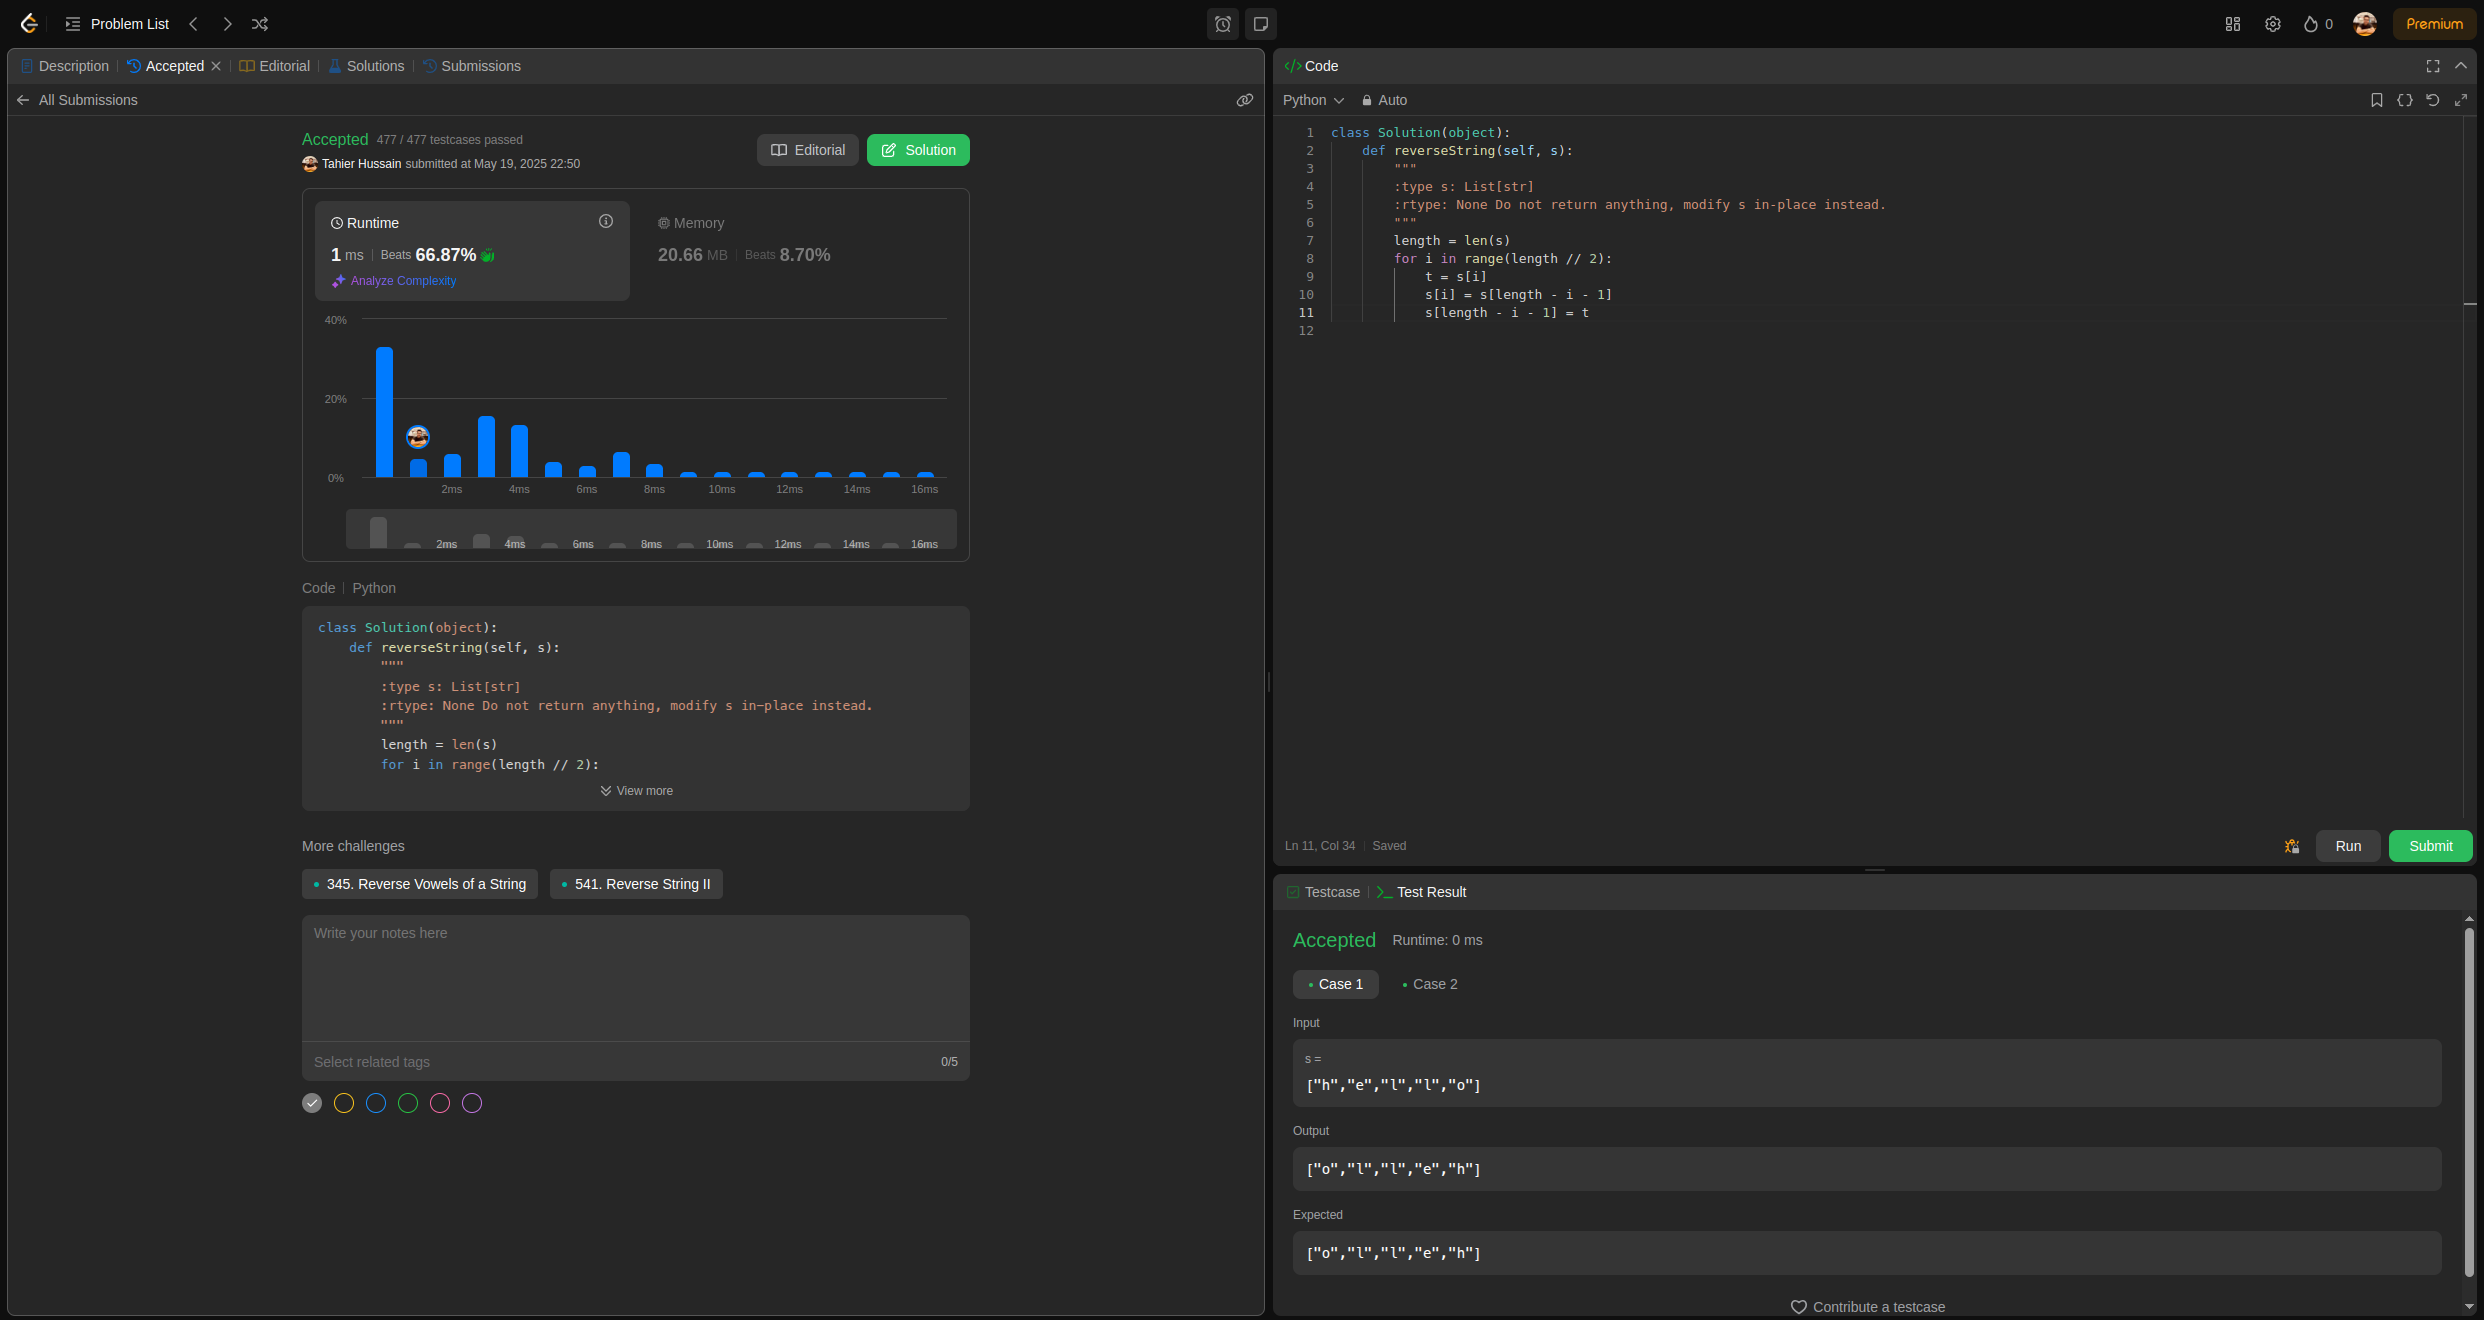 Problem List
0
Premium
Description | Accepted | Editorial | Solutions | Submissions
All Submissions
Accepted 477 / 477 testcases passed
Tahier Hussain submitted at May 19, 2025 22:50
Editorial
Solution
Runtime
1 ms | Beats 66.87%
Analyze Complexity
Memory
20.66 MB | Beats 8.70%
40%
20%
0%
2ms 4ms 6ms 8ms 10ms 12ms 14ms 16ms
2ms 4ms 6ms 8ms 10ms 12ms 14ms 16ms
Code | Python
class Solution(object):
    def reverseString(self, s):
        """
        :type s: List[str]
        :rtype: None Do not return anything, modify s in-place instead.
        """
        length = len(s)
        for i in range(length // 2):
View more
More challenges
345. Reverse Vowels of a String
541. Reverse String II
Write your notes here
Select related tags
0/5
</> Code
Python
Auto
1 class Solution(object):
2     def reverseString(self, s):
3         """
4         :type s: List[str]
5         :rtype: None Do not return anything, modify s in-place instead.
6         """
7         length = len(s)
8         for i in range(length // 2):
9             t = s[i]
10             s[i] = s[length - i - 1]
11             s[length - i - 1] = t
12
Ln 11, Col 34 | Saved
Run
Submit
Testcase | Test Result
Accepted Runtime: 0 ms
Case 1
Case 2
Input
s =
["h","e","l","l","o"]
Output
["o","l","l","e","h"]
Expected
["o","l","l","e","h"]
Contribute a testcase